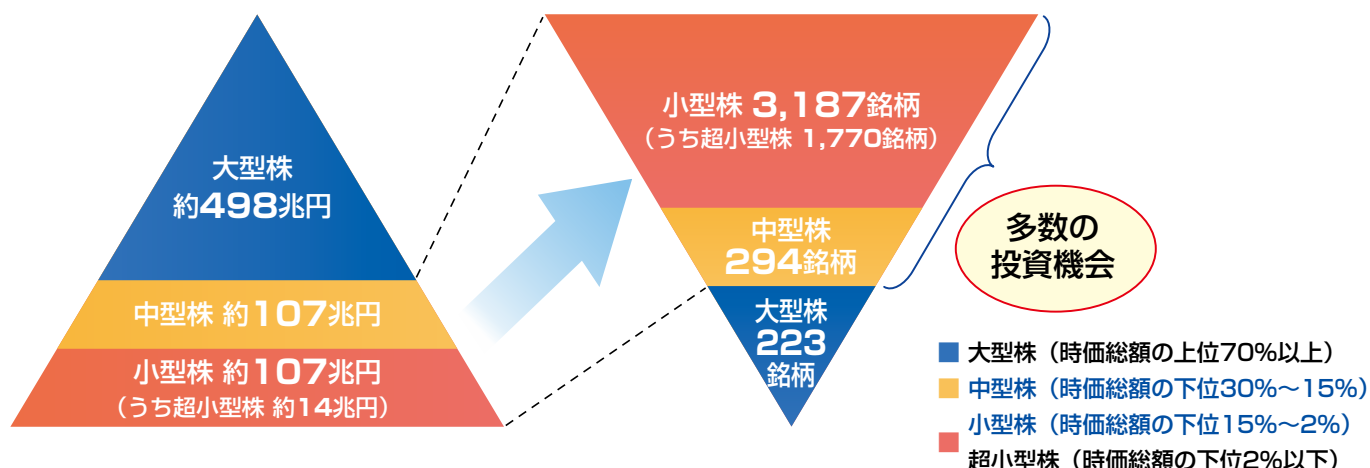 大型株
約498兆円
中型株 約107兆円
小型株 約107兆円
（うち超小型株 約14兆円）
小型株 3,187銘柄
（うち超小型株 1,770銘柄）
中型株
294銘柄
大型株
223
銘柄
多数の
投資機会
大型株（時価総額の上位70%以上）
中型株（時価総額の下位30%～15%）
小型株（時価総額の下位15%～2%）
超小型株（時価総額の下位2%以下）